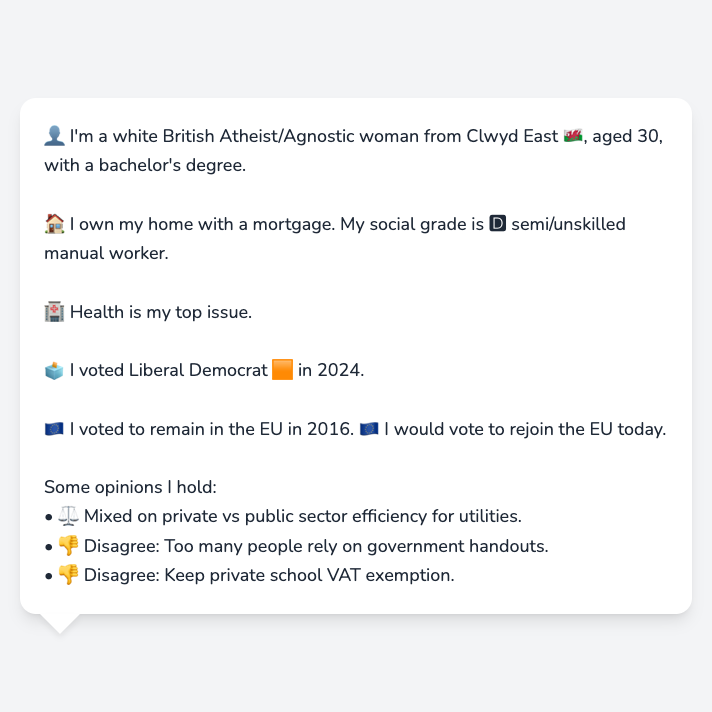 👤 I'm a white British Atheist/Agnostic woman from Clwyd East 🏴󠁧󠁢󠁷󠁬󠁳󠁿, aged 30,
with a bachelor's degree.
🏠 I own my home with a mortgage. My social grade is 🅳 semi/unskilled
manual worker.
🏥 Health is my top issue.
🗳️ I voted Liberal Democrat 🟧 in 2024.
🇪🇺 I voted to remain in the EU in 2016. 🇪🇺 I would vote to rejoin the EU today.
Some opinions I hold:
• ⚖️ Mixed on private vs public sector efficiency for utilities.
• 👎 Disagree: Too many people rely on government handouts.
• 👎 Disagree: Keep private school VAT exemption.